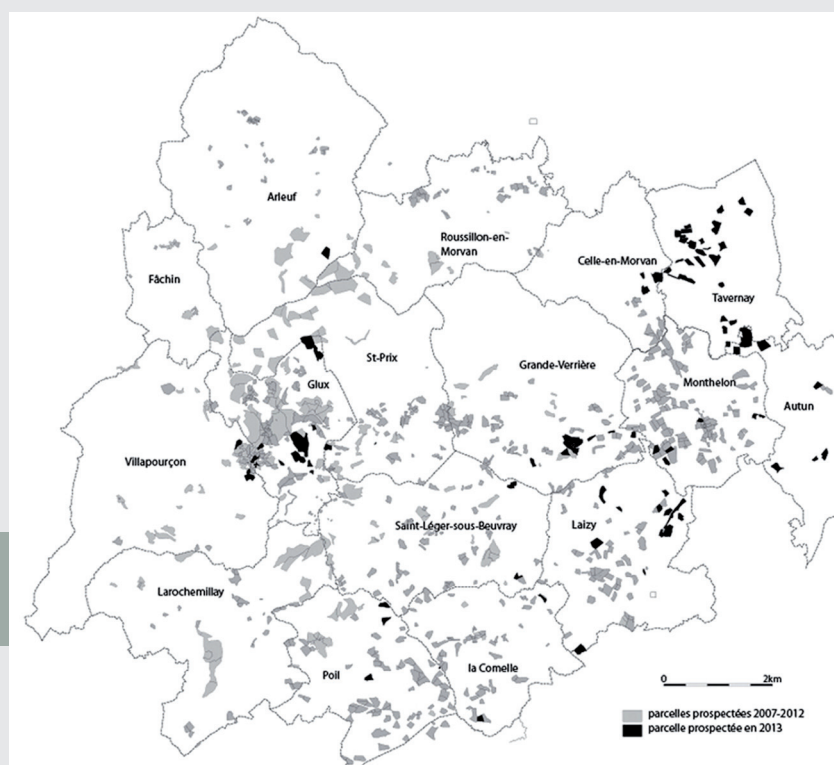 Arleuf
Roussillon-en-
Morvan
Celle-en-Morvan
Fâchin
Tavernay
St-Prix
Grande-Verrière
Glux
Monthelon
Autun
Villapourçon
Saint-Léger-sous-Beuvray
Laizy
Larochemillay
Poil
la Comelle
0 2km
parcelles prospectées 2007-2012
parcelle prospectée en 2013